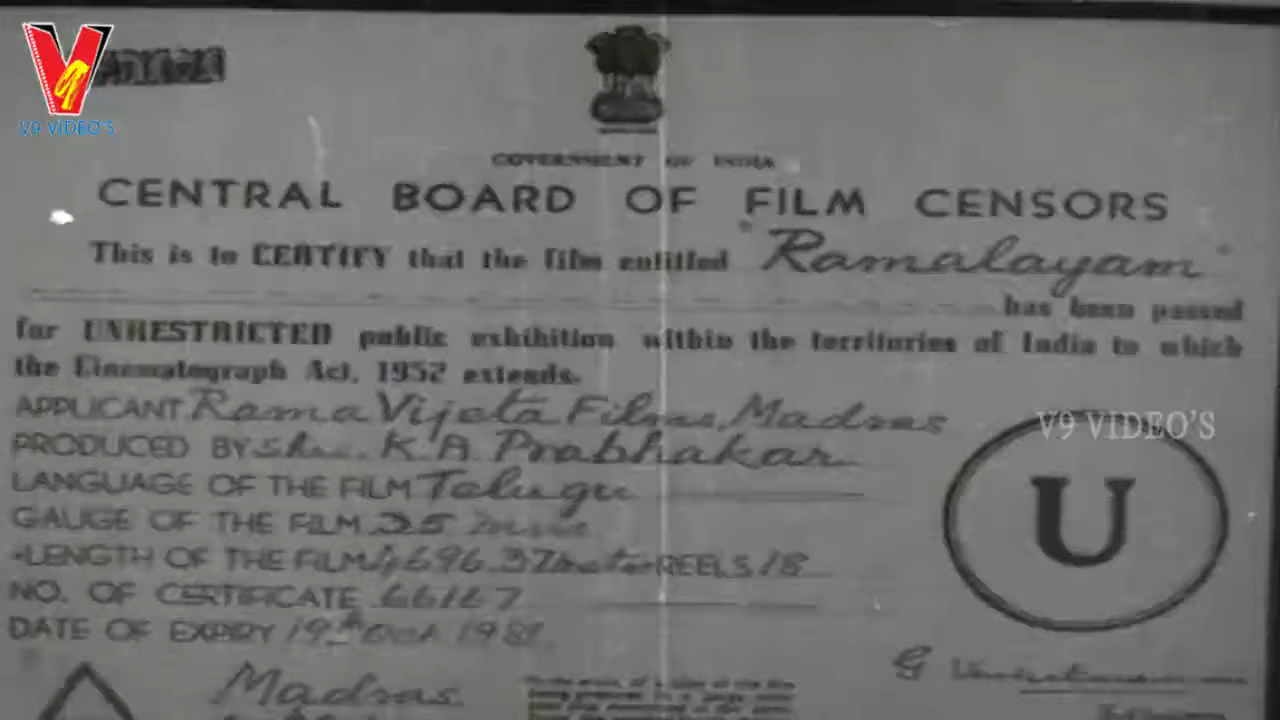 V9 VIDEO'S
GOVERNMENT OF INDIA
CENTRAL BOARD OF FILM CENSORS
This is to CERTIFY that the film entitled "Ramalayam"
has been passed
for UNRESTRICTED public exhibition within the territories of India to which
the Cinematograph Act, 1952 extends.
APPLICANT Rama Vijeta Films, Madras
V9 VIDEO'S
PRODUCED BY K.A. Prabhakar
LANGUAGE OF THE FILM Telugu
U
GAUGE OF THE FILM 35 mm
LENGTH OF THE FILM 4696.37 REELS 18
NO. OF CERTIFICATE 66167
DATE OF EXPIRY 19th Oct 1981
G
Madras